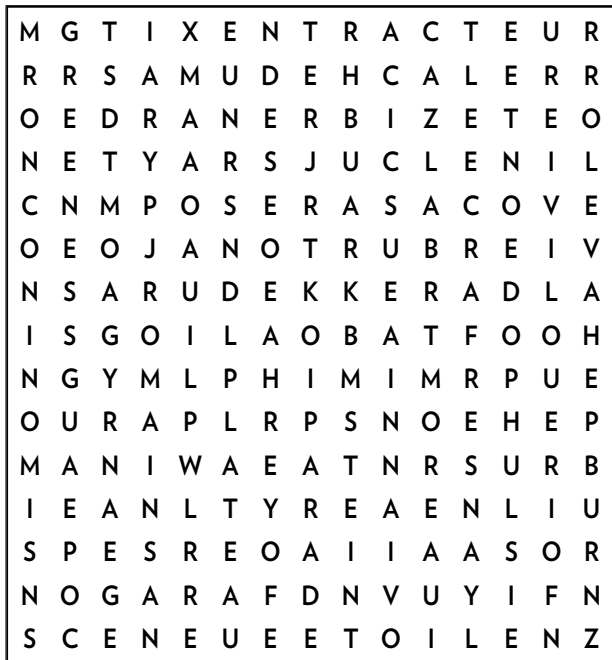 M G T I X E N T R A C T E U R
R R S A M U D E H C A L E R R
O E D R A N E R B I Z E T E O
N E T Y A R S J U C L E N I L
C N M P O S E R A S A C O V E
O E O J A N O T R U B R E I V
N S A R U D E K K E R A D L A
I S G O I L A O B A T F O O H
N G Y M L P H I M I M R P U E
O U R A P L R P S N O E H E P
M A N I W A E A T N R S U R B
I E A N L T Y R E A E N L I U
S P E S R E O A I I A A S O R
N O G A R A F D N V U Y I F N
S C E N E U E E T O I L E N Z